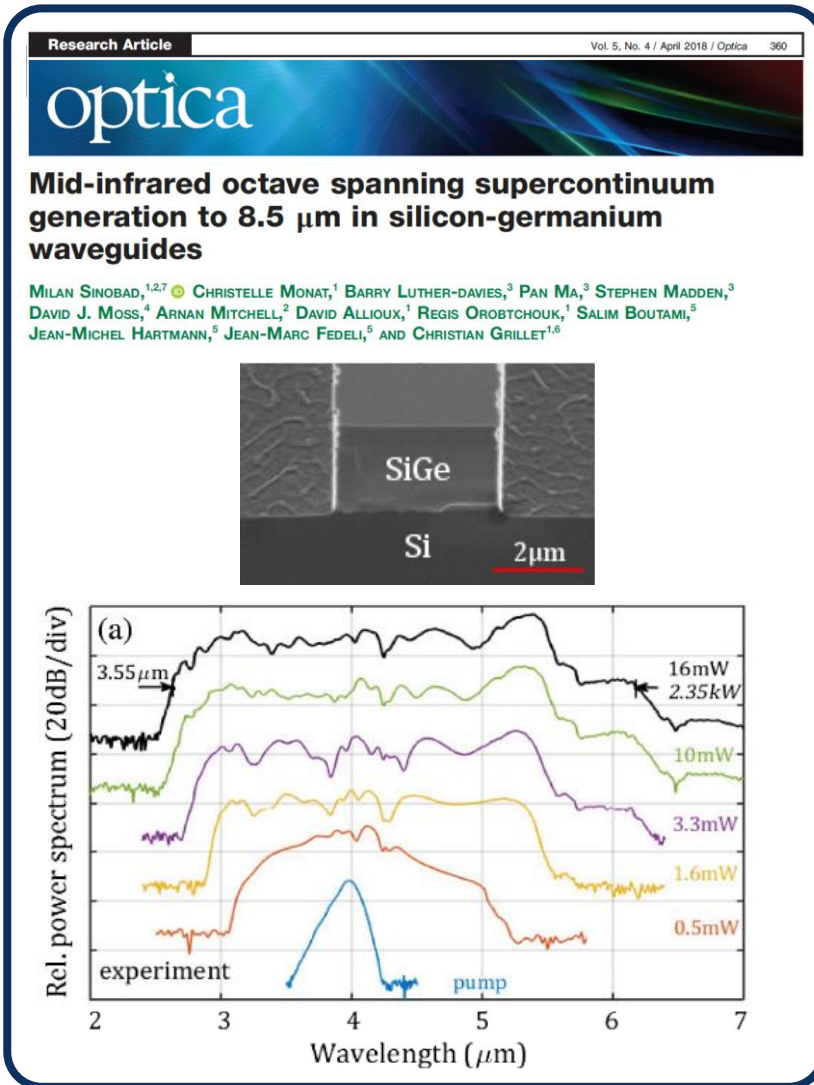 Research Article
Vol. 5, No. 4 / April 2018 / Optica 360
optica
Mid-infrared octave spanning supercontinuum
generation to 8.5 μm in silicon-germanium
waveguides
MILAN SINOBAD,1,2,7 CHRISTELLE MONAT,1 BARRY LUTHER-DAVIES,3 PAN MA,3 STEPHEN MADDEN,3
DAVID J. MOSS,4 ARNAN MITCHELL,2 DAVID ALLIOUX,1 REGIS OROBTCHOUK,1 SALIM BOUTAMI,5
JEAN-MICHEL HARTMANN,5 JEAN-MARC FEDELI,5 AND CHRISTIAN GRILLET1,6
SiGe
Si
2μm
(a)
3.55μm
16mW
2.35kW
10mW
3.3mW
1.6mW
0.5mW
experiment
pump
Rel. power spectrum (20dB/div)
2 3 4 5 6 7
Wavelength (μm)